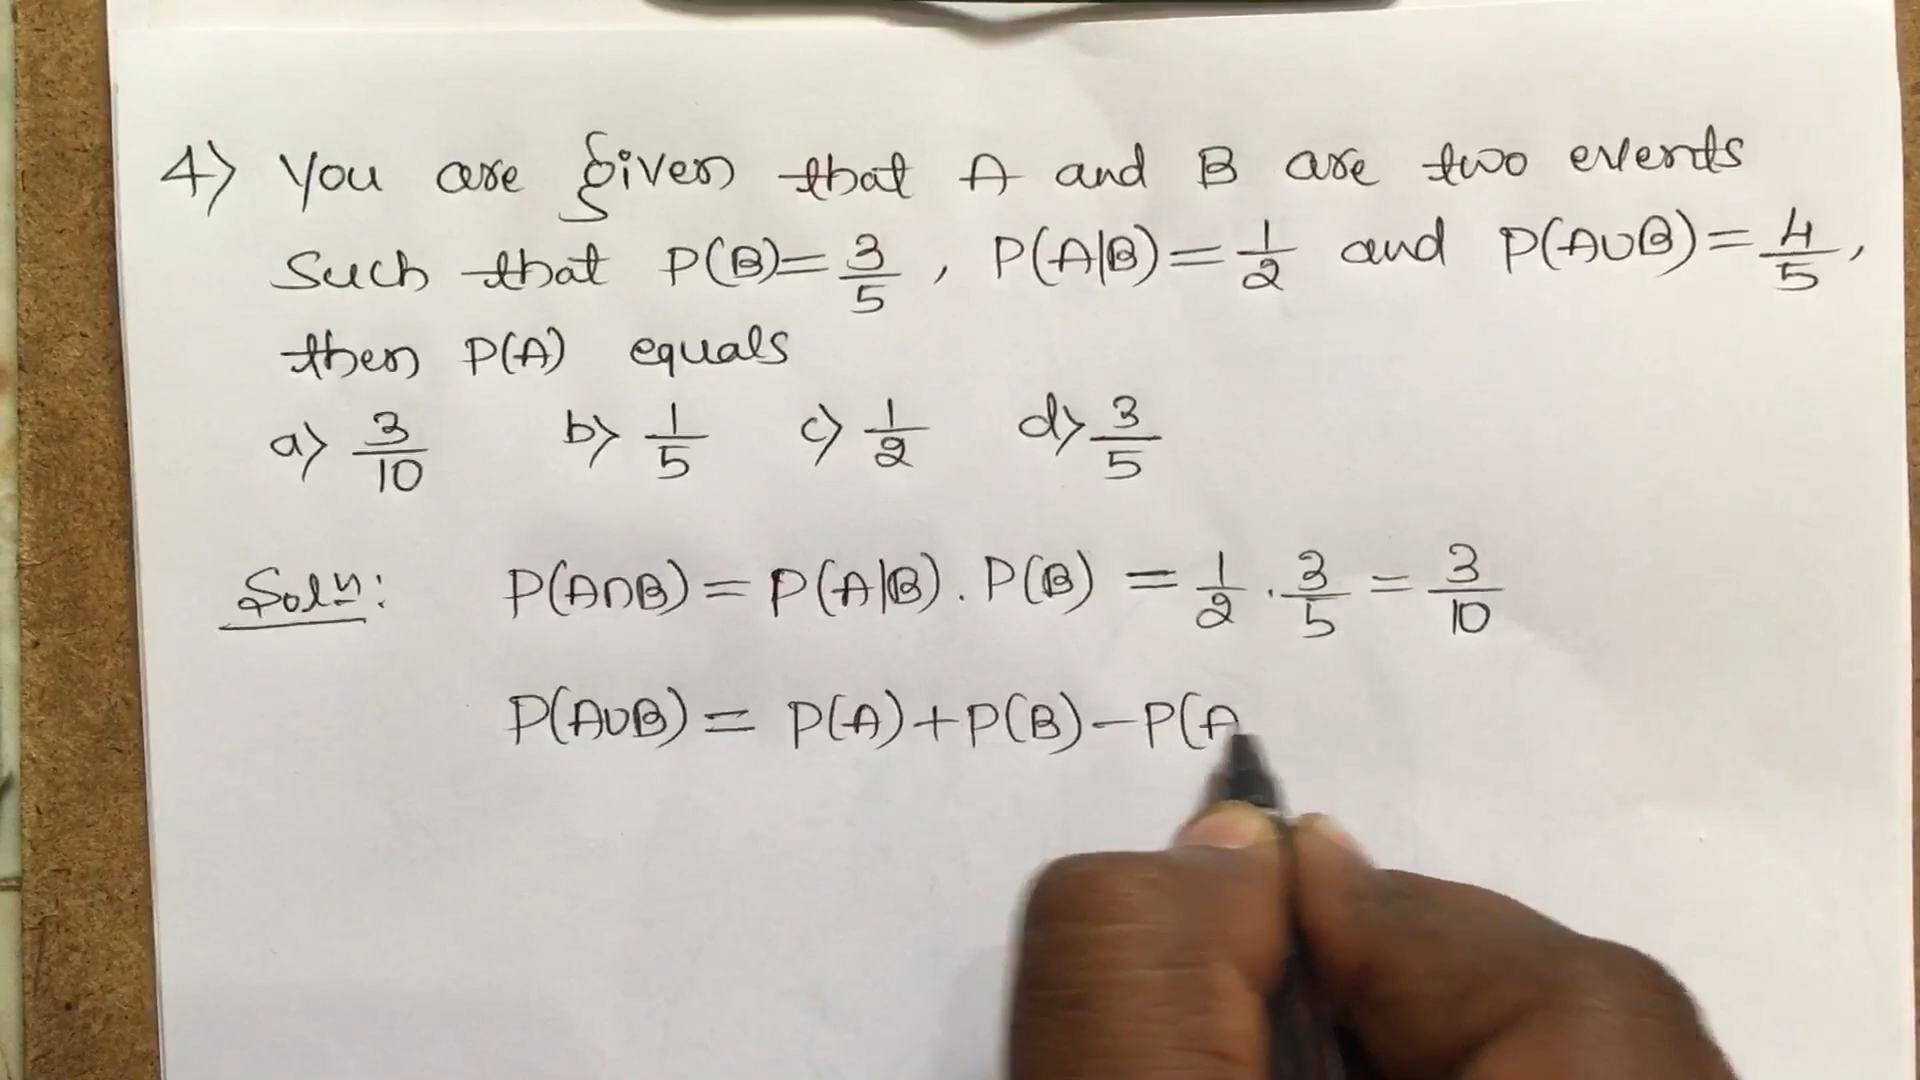 4) You are given that A and B are two events
Such that P(B)=3/5, P(A|B)=1/2 and P(A∪B)=4/5,
then P(A) equals
a) 3/10 b) 1/5 c) 1/2 d) 3/5
Soln: P(A∩B)=P(A|B).P(B) = 1/2 . 3/5 = 3/10
P(A∪B) = P(A)+P(B)-P(A